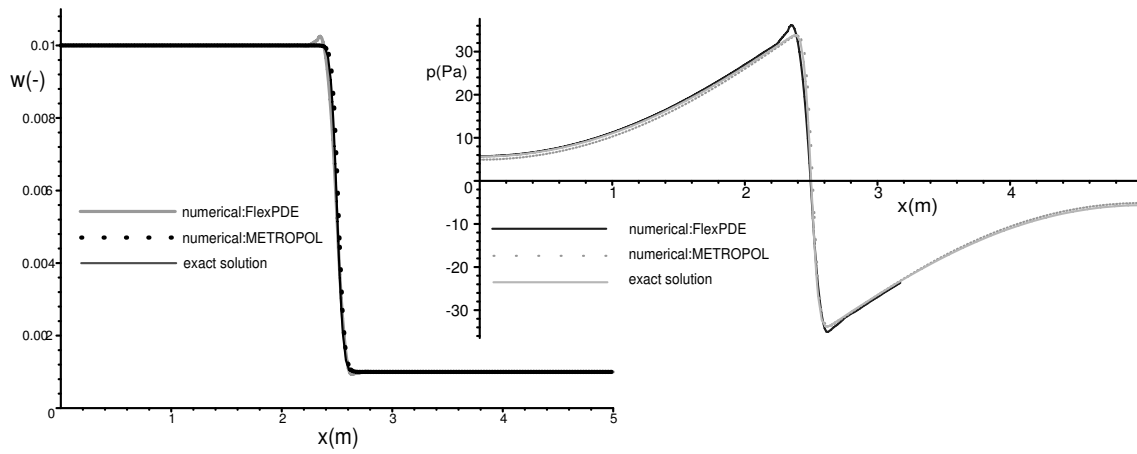 0.01
w(-)
0.008
0.006
0.004
0.002
0
1
2
3
4
5
x(m)
numerical:FlexPDE
numerical:METROPOL
exact solution
p(Pa)
30
20
10
0
-10
-20
-30
1
2
3
4
x(m)
numerical:FlexPDE
numerical:METROPOL
exact solution